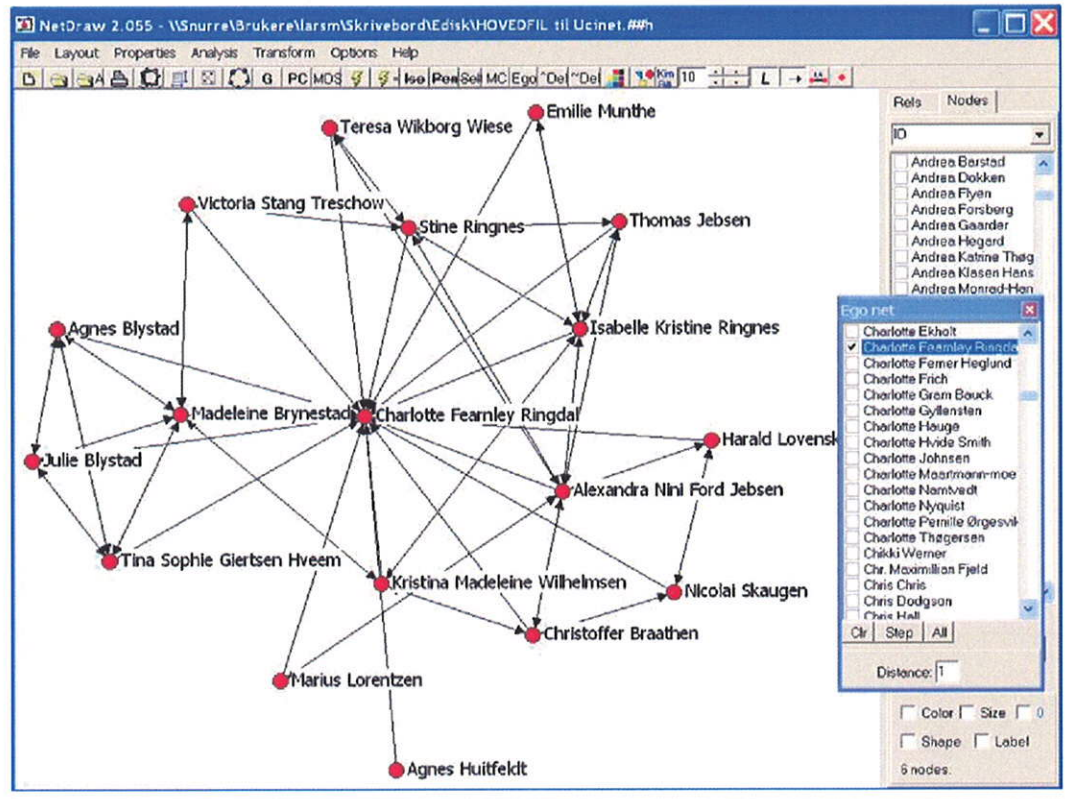 NetDraw 2.055 - \\Snurre\Brukere\larsm\Skrivebord\Edisk\HOVEDFIL til Ucinet.##h
File Layout Properties Analysis Transform Options Help
G PC MDS Iso Pen Sel MC Ego ^Del ~Del 10 L
Rels Nodes
ID
Andrea Barstad
Andrea Dokken
Andrea Flyen
Andrea Forsberg
Andrea Gaarder
Andrea Hegard
Andrea Katrine Thøg
Andrea Klasen Hans
Andrea Monrad-Han
Emilie Munthe
Teresa Wikborg Wiese
Victoria Stang Treschow
Stine Ringnes
Thomas Jebsen
Agnes Blystad
Isabelle Kristine Ringnes
Madeleine Brynestad
Charlotte Fearnley Ringdal
Harald Lovensk
Julie Blystad
Alexandra Nini Ford Jebsen
Tina Sophie Giertsen Hveem
Kristina Madeleine Wilhelmsen
Nicolai Skaugen
Christoffer Braathen
Marius Lorentzen
Agnes Huitfeldt
Ego net
Charlotte Ekholt
Charlotte Fearnley Ringda
Charlotte Ferner Heglund
Charlotte Frich
Charlotte Gram Bauck
Charlotte Gyllensten
Charlotte Hauge
Charlotte Hvide Smith
Charlotte Johnsen
Charlotte Maartmann-moe
Charlotte Namtvedt
Charlotte Nyquist
Charlotte Pernille Ørgesvik
Charlotte Thøgersen
Chikki Werner
Chr. Maximilian Fjeld
Chris Chris
Chris Dodgson
Chris Hall
Clr Step All
Distance: 1
Color Size 0
Shape Label
6 nodes.